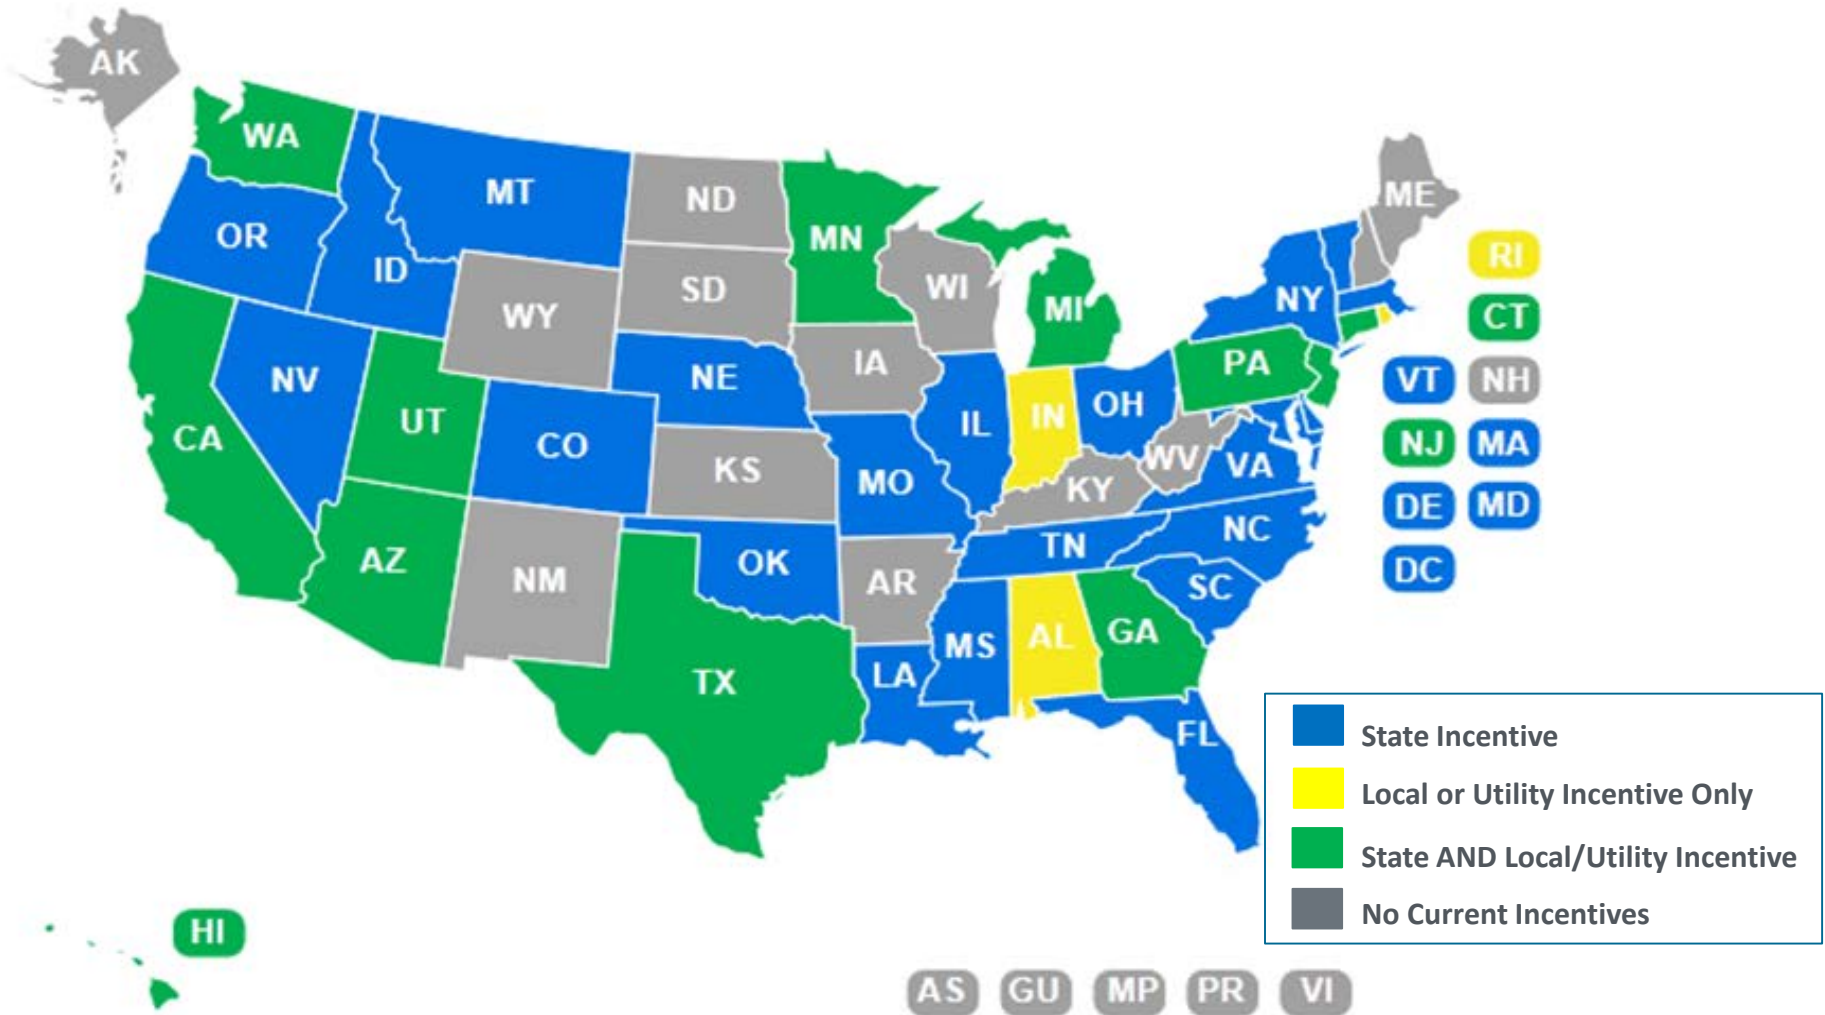 AK
WA
MT
ND
MN
ME
OR
ID
WY
SD
WI
MI
NY
RI
CT
VT
NH
NV
UT
CO
NE
IA
IL
IN
OH
PA
CA
KS
MO
KY
WV
VA
NJ
MA
DE
MD
AZ
NM
OK
AR
TN
NC
SC
DC
TX
LA
MS
AL
GA
FL
State Incentive
Local or Utility Incentive Only
State AND Local/Utility Incentive
No Current Incentives
HI
AS
GU
MP
PR
VI